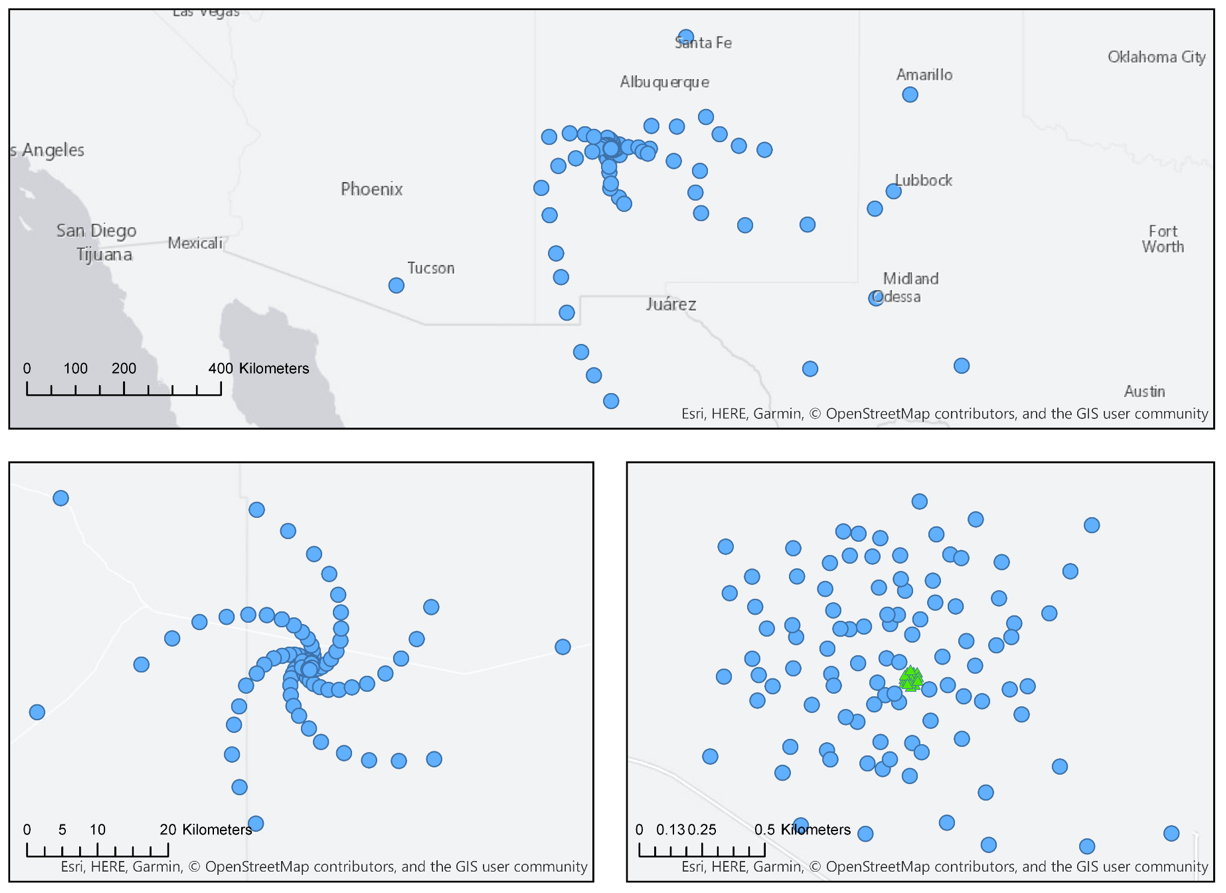 Las Vegas
Santa Fe
Oklahoma City
Amarillo
Albuquerque
s Angeles
Phoenix
Lubbock
San Diego
Tijuana
Mexicali
Fort
Worth
Tucson
Midland
Odessa
Juárez
0 100 200 400 Kilometers
Austin
Esri, HERE, Garmin, © OpenStreetMap contributors, and the GIS user community
0 5 10 20 Kilometers
Esri, HERE, Garmin, © OpenStreetMap contributors, and the GIS user community
0 0.13 0.25 0.5 Kilometers
Esri, HERE, Garmin, © OpenStreetMap contributors, and the GIS user community